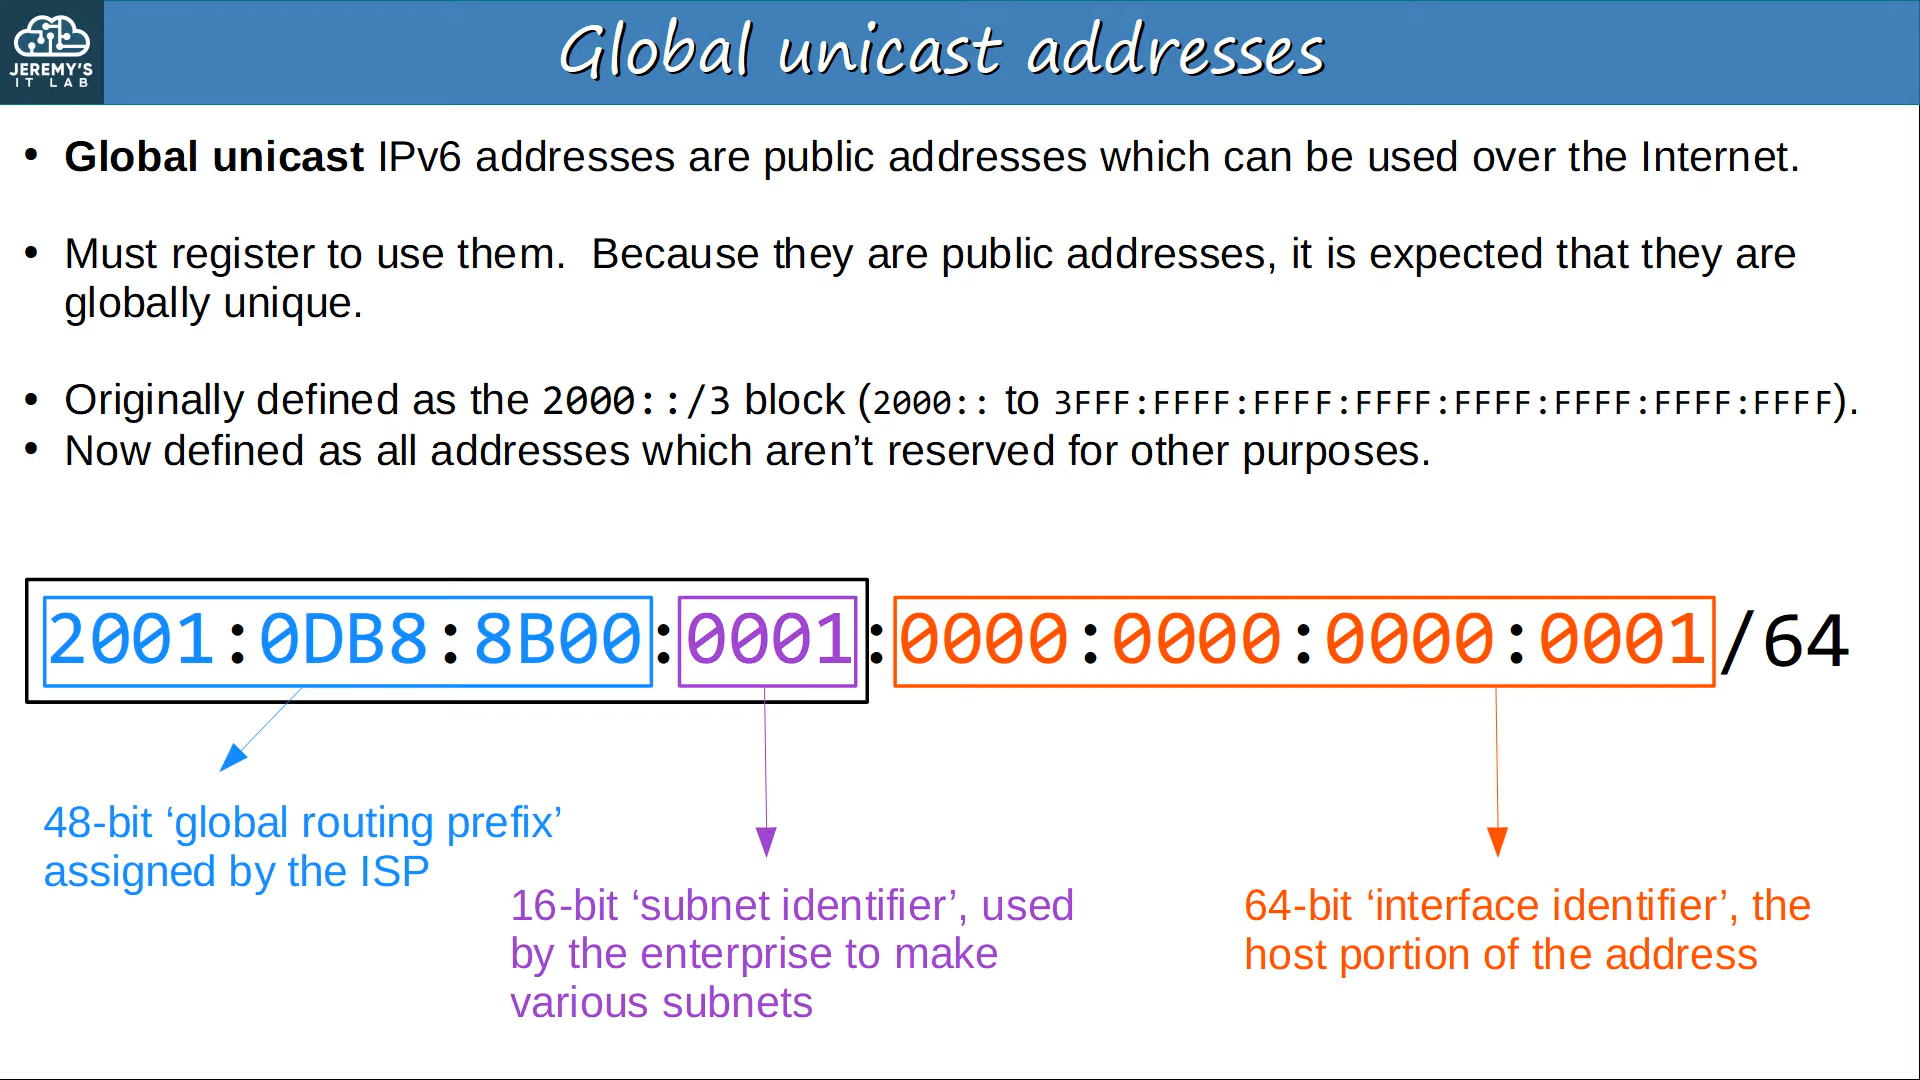 JEREMY'S
IT LAB
Global unicast addresses
• Global unicast IPv6 addresses are public addresses which can be used over the Internet.
• Must register to use them.  Because they are public addresses, it is expected that they are
globally unique.
• Originally defined as the 2000::/3 block (2000:: to 3FFF:FFFF:FFFF:FFFF:FFFF:FFFF:FFFF:FFFF).
• Now defined as all addresses which aren’t reserved for other purposes.
2001:0DB8:8B00:0001:0000:0000:0000:0001/64
48-bit ‘global routing prefix’
assigned by the ISP
16-bit ‘subnet identifier’, used
by the enterprise to make
various subnets
64-bit ‘interface identifier’, the
host portion of the address